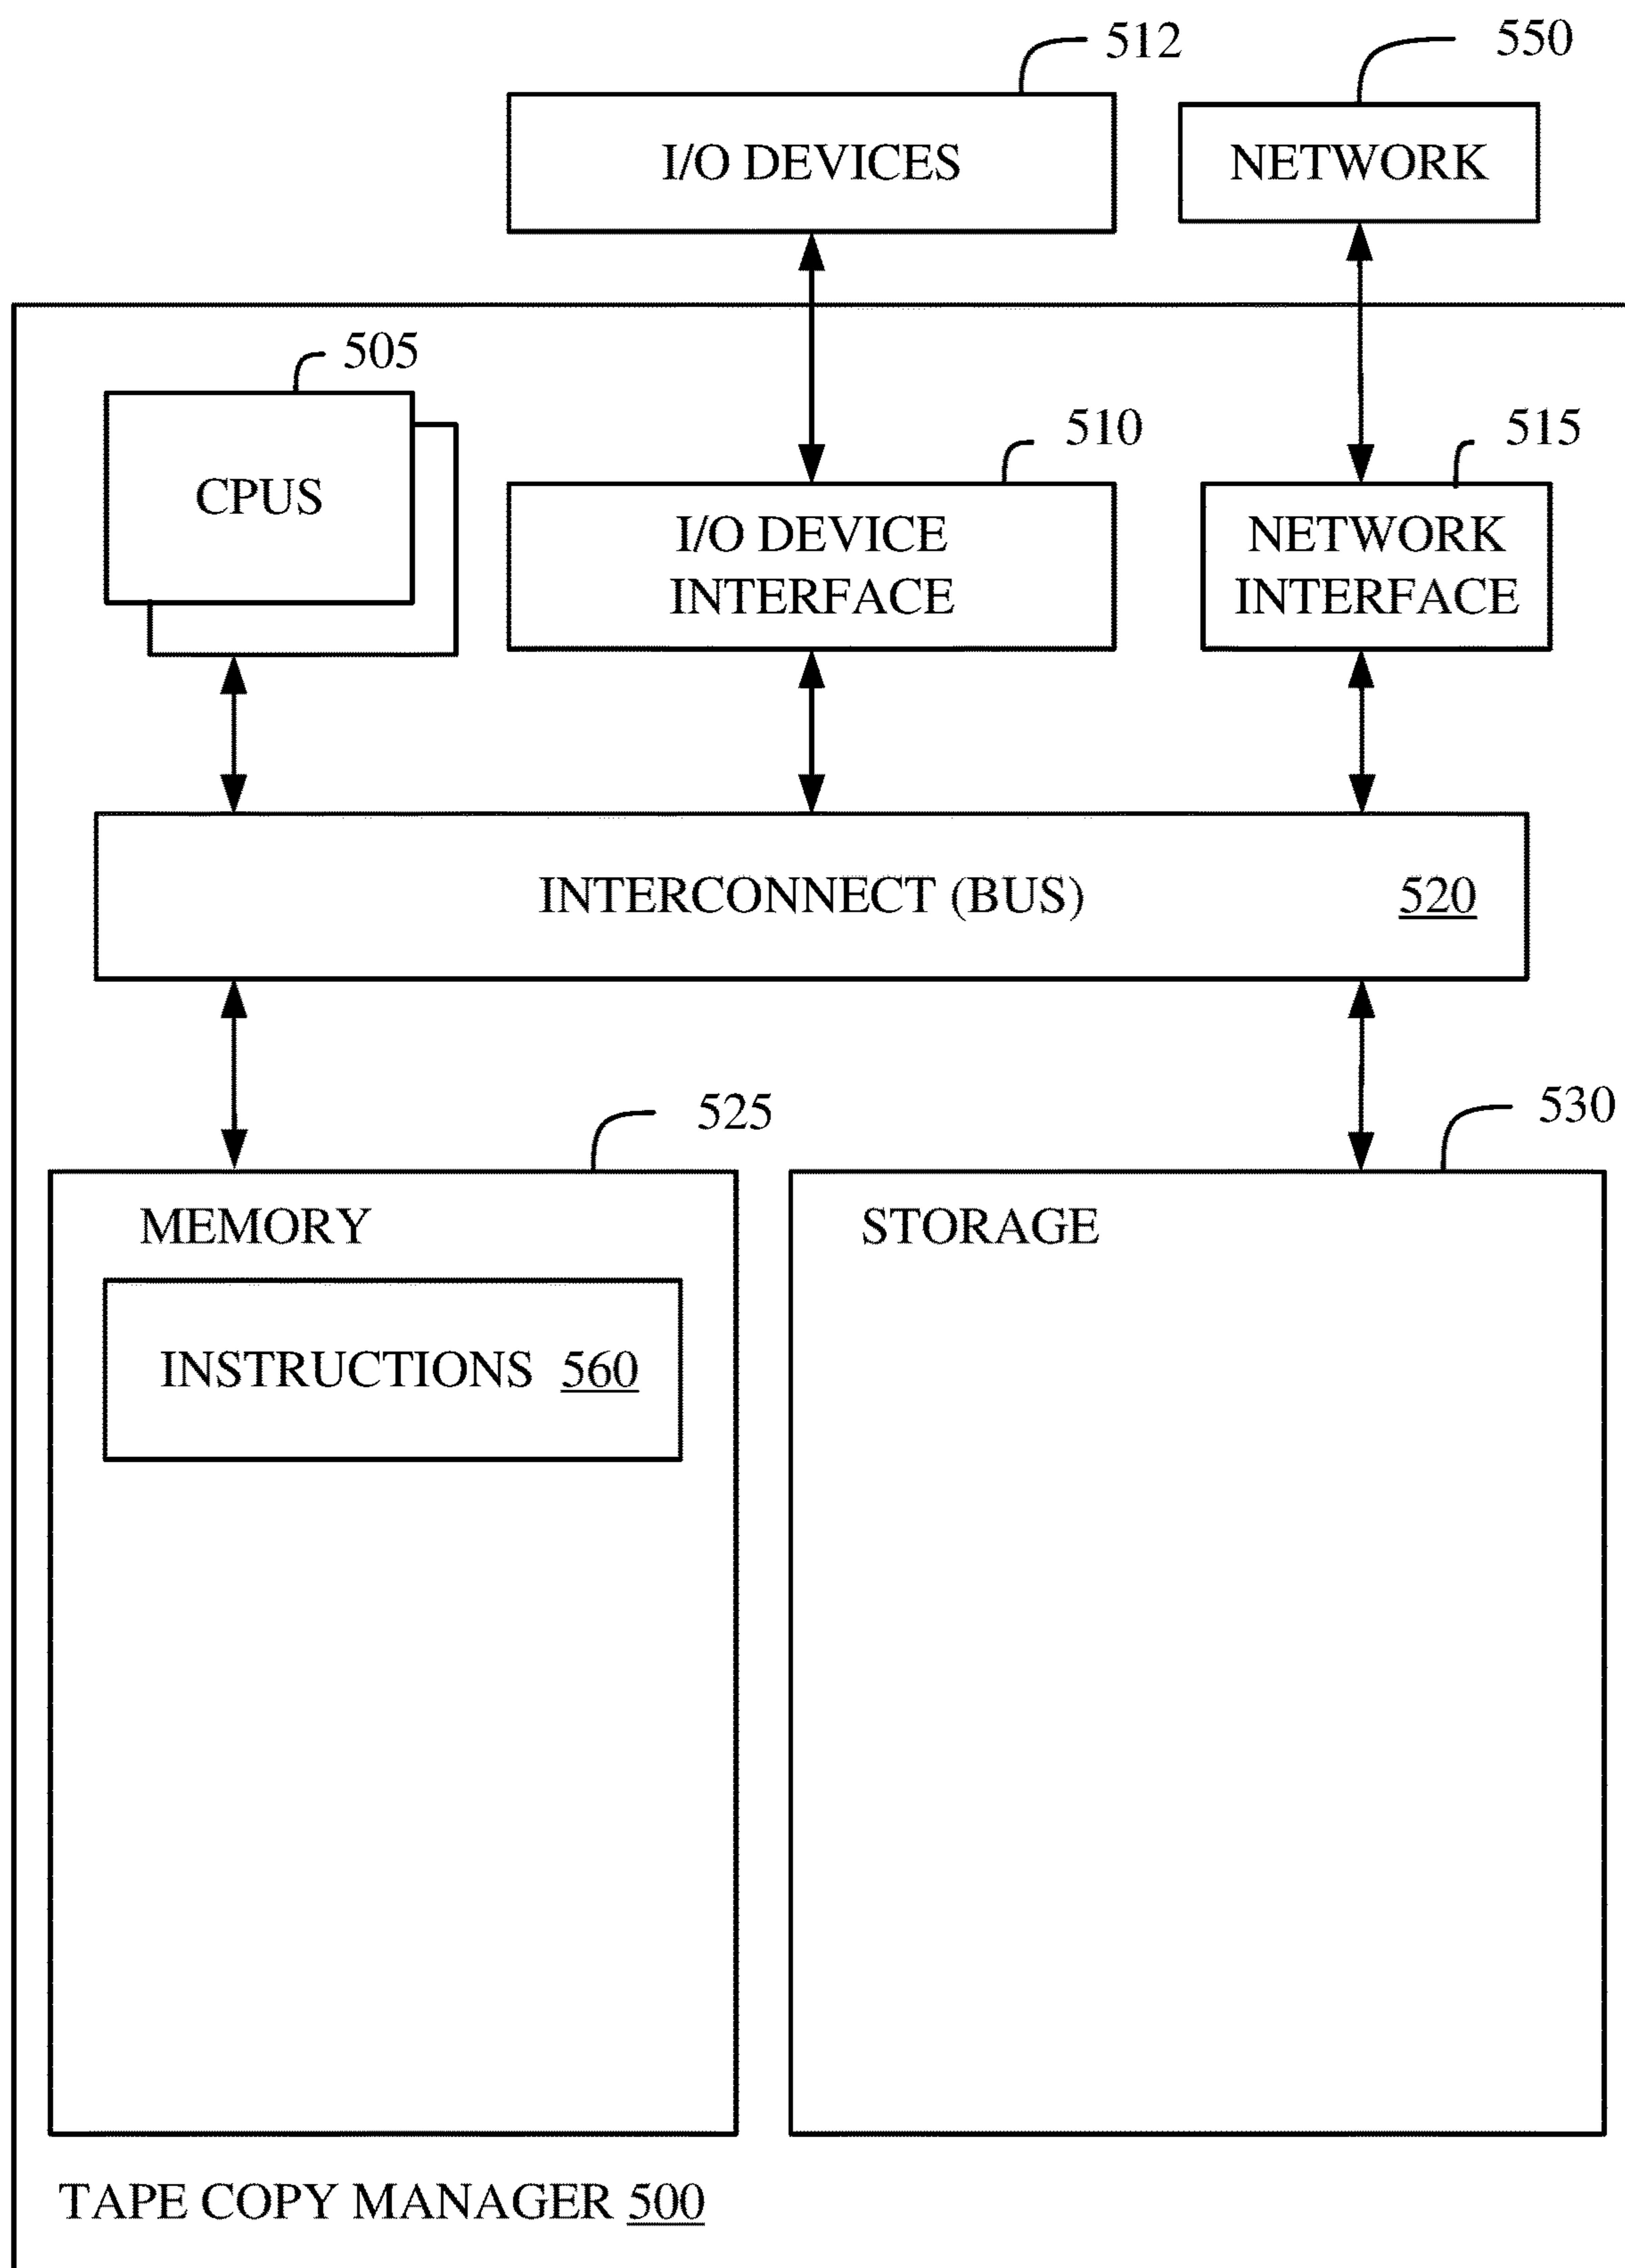 512
550
I/O DEVICES
NETWORK
505
510
515
CPUS
I/O DEVICE
INTERFACE
NETWORK
INTERFACE
INTERCONNECT (BUS) 520
525
530
MEMORY
STORAGE
INSTRUCTIONS 560
TAPE COPY MANAGER 500